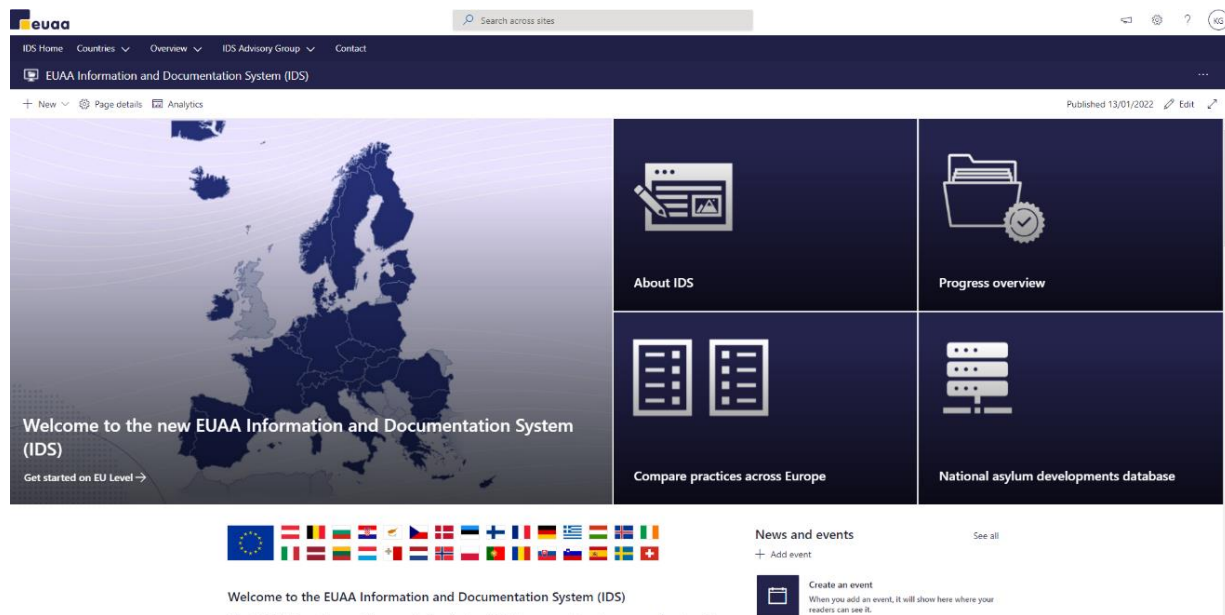 euaa
Search across sites
?
KG
IDS Home Countries Overview IDS Advisory Group Contact
EUAA Information and Documentation System (IDS)
...
+ New Page details Analytics
Published 13/01/2022 Edit
About IDS
Progress overview
Welcome to the new EUAA Information and Documentation System
(IDS)
Get started on EU Level →
Compare practices across Europe
National asylum developments database
News and events
See all
+ Add event
Create an event
When you add an event, it will show here where your
readers can see it.
Welcome to the EUAA Information and Documentation System (IDS)